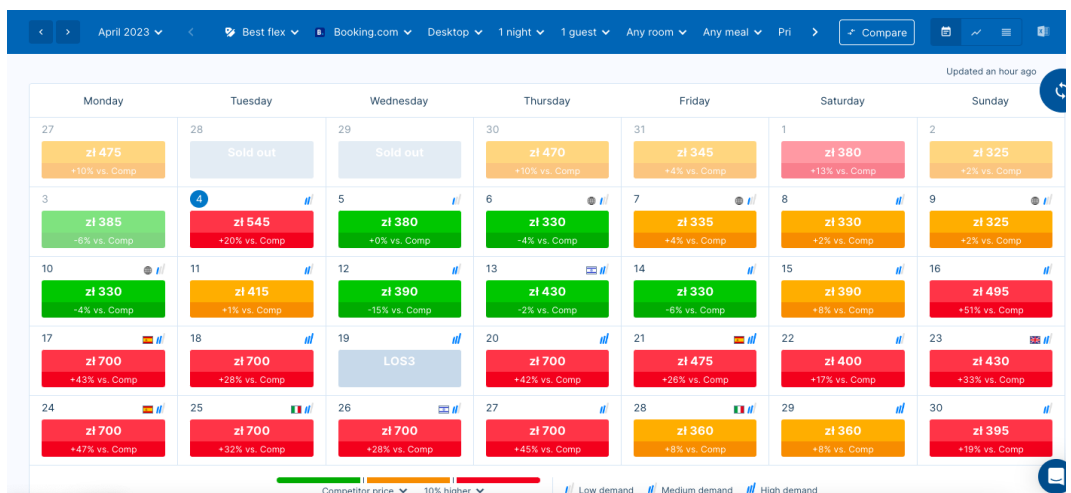 April 2023 Best flex B. Booking.com Desktop 1 night 1 guest Any room Any meal Pri Compare
Updated an hour ago
Monday Tuesday Wednesday Thursday Friday Saturday Sunday
27 28 29 30 31 1 2
zł 475 Sold out Sold out zł 470 zł 345 zł 380 zł 325
+10% vs. Comp +10% vs. Comp +4% vs. Comp +13% vs. Comp +2% vs. Comp
3 4 5 6 7 8 9
zł 385 zł 545 zł 380 zł 330 zł 335 zł 330 zł 325
-6% vs. Comp +20% vs. Comp +0% vs. Comp -4% vs. Comp +4% vs. Comp +2% vs. Comp +2% vs. Comp
10 11 12 13 14 15 16
zł 330 zł 415 zł 390 zł 430 zł 330 zł 390 zł 495
-4% vs. Comp +1% vs. Comp -15% vs. Comp -2% vs. Comp -6% vs. Comp +8% vs. Comp +51% vs. Comp
17 18 19 20 21 22 23
zł 700 zł 700 LOS3 zł 700 zł 475 zł 400 zł 430
+43% vs. Comp +28% vs. Comp +42% vs. Comp +26% vs. Comp +17% vs. Comp +33% vs. Comp
24 25 26 27 28 29 30
zł 700 zł 700 zł 700 zł 700 zł 360 zł 360 zł 395
+47% vs. Comp +32% vs. Comp +28% vs. Comp +45% vs. Comp +8% vs. Comp +8% vs. Comp +19% vs. Comp
Competitor price 10% higher Low demand Medium demand High demand